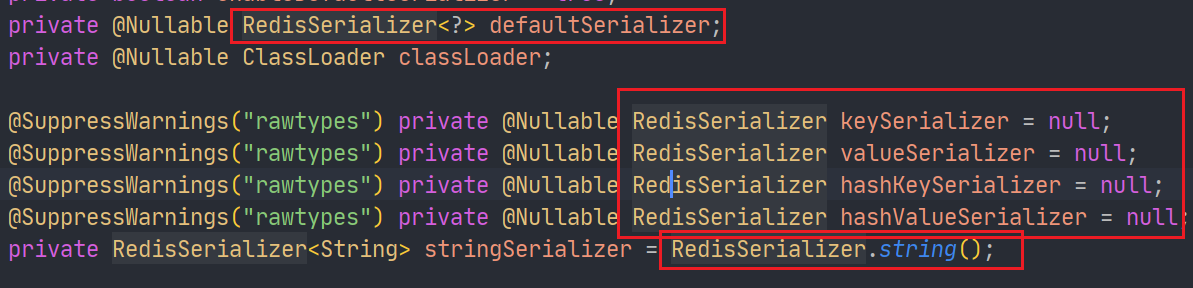 private @Nullable RedisSerializer<?> defaultSerializer;
private @Nullable ClassLoader classLoader;
@SuppressWarnings("rawtypes") private @Nullable RedisSerializer keySerializer = null;
@SuppressWarnings("rawtypes") private @Nullable RedisSerializer valueSerializer = null;
@SuppressWarnings("rawtypes") private @Nullable RedisSerializer hashKeySerializer = null;
@SuppressWarnings("rawtypes") private @Nullable RedisSerializer hashValueSerializer = null;
private RedisSerializer<String> stringSerializer = RedisSerializer.string();